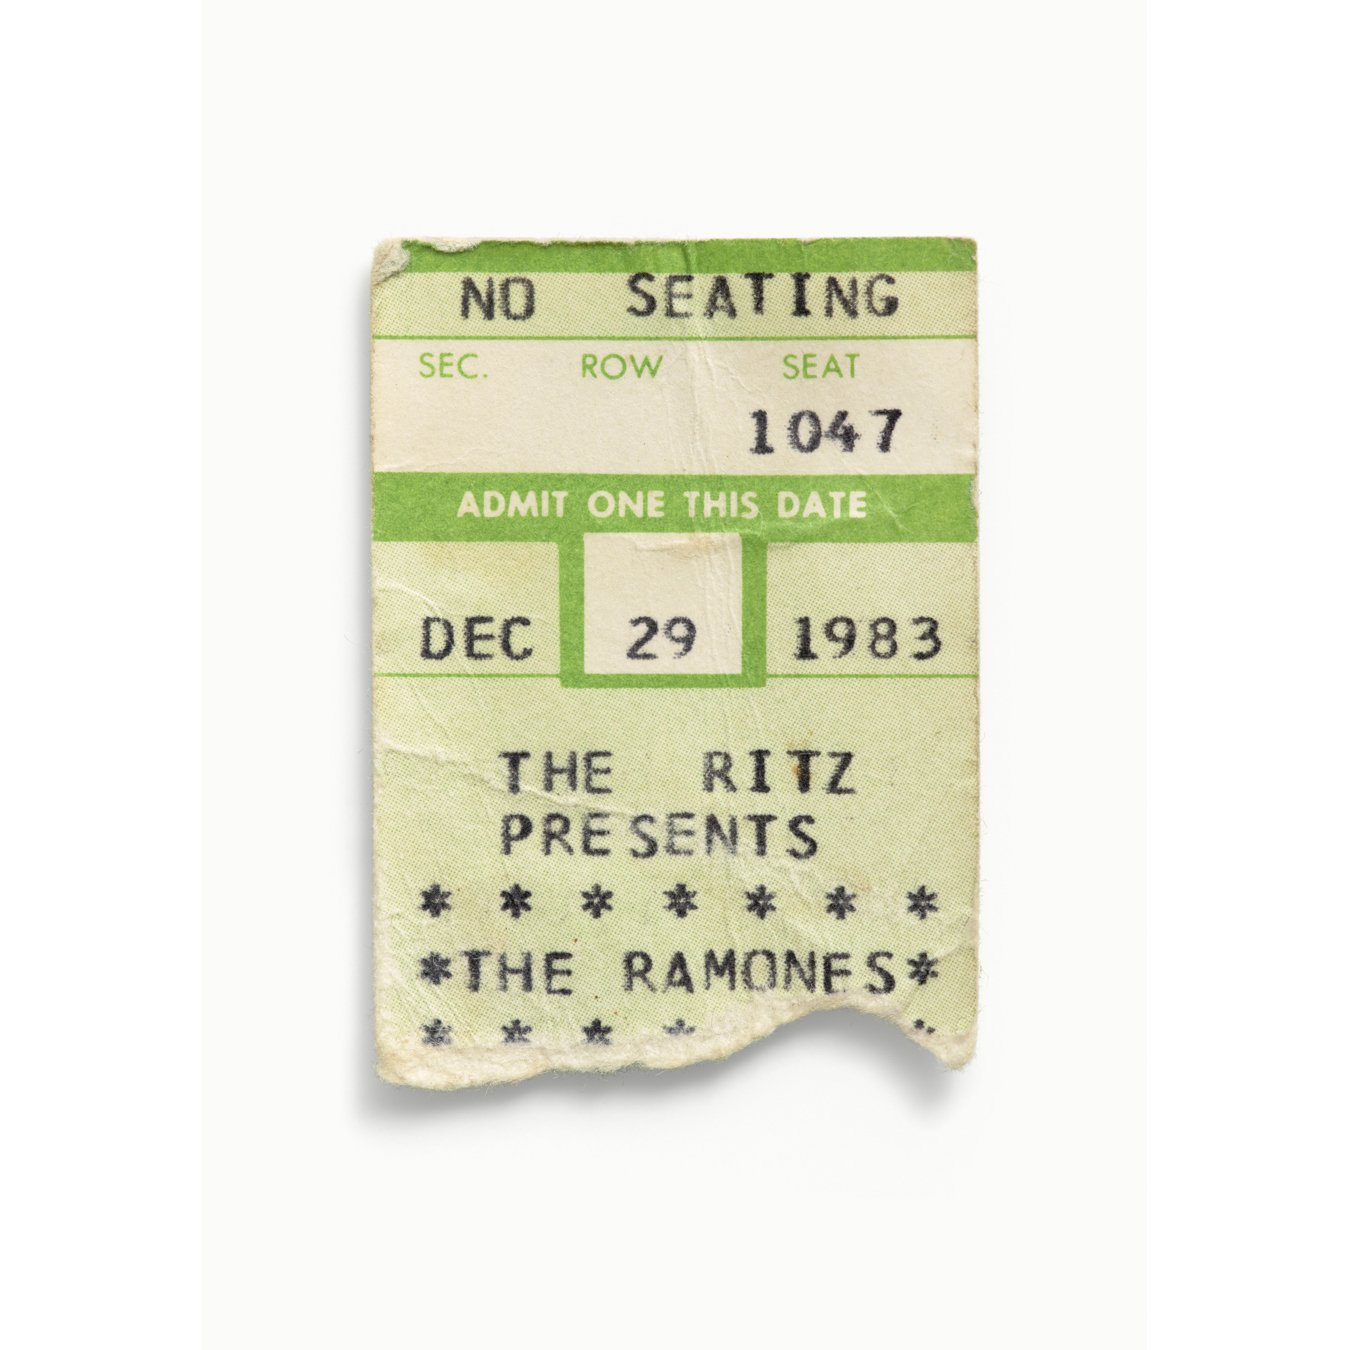 NO SEATING
SEC. ROW SEAT
1047
ADMIT ONE THIS DATE
DEC 29 1983
THE RITZ
PRESENTS
* * * * * * *
*THE RAMONES*
* * * * *